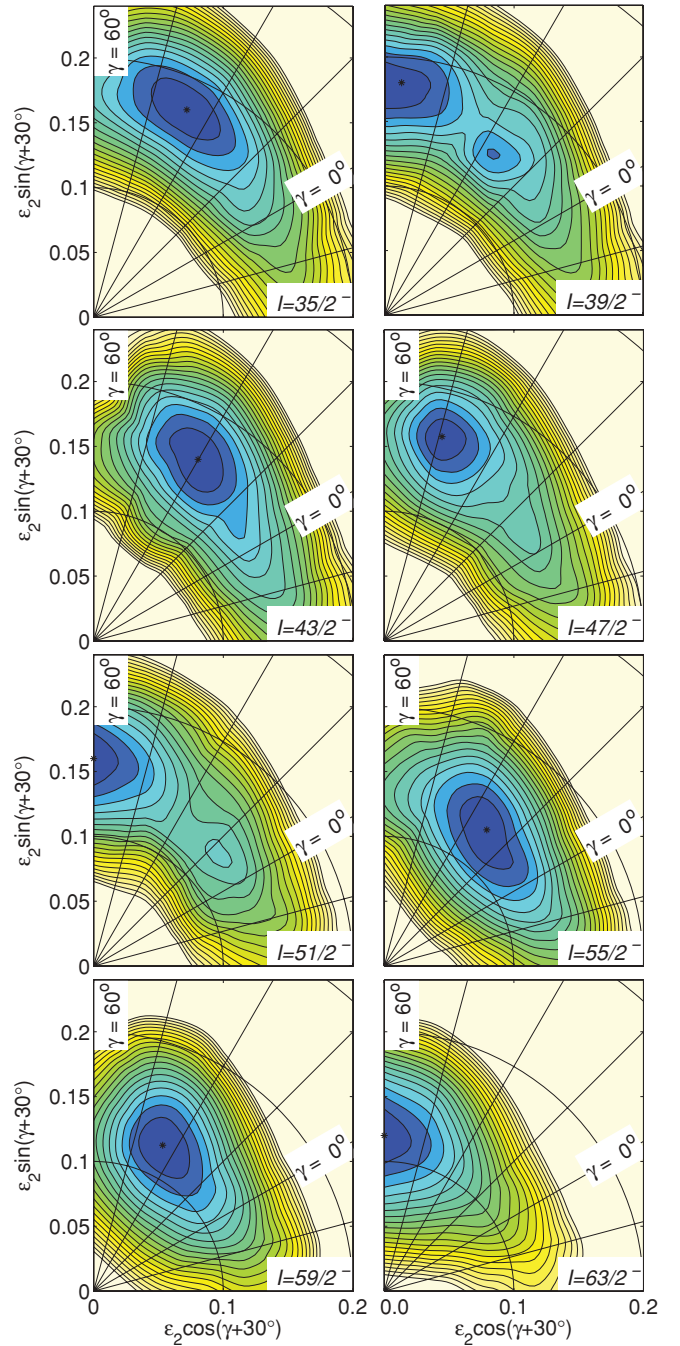 0.2
γ = 60°
0.15
0.1
0.05
0
ε₂sin(γ+30°)
γ = 0°
I=35/2⁻
γ = 60°
γ = 0°
I=39/2⁻
0.2
γ = 60°
0.15
0.1
0.05
0
ε₂sin(γ+30°)
γ = 0°
I=43/2⁻
γ = 60°
γ = 0°
I=47/2⁻
0.2
γ = 60°
0.15
0.1
0.05
0
ε₂sin(γ+30°)
γ = 0°
I=51/2⁻
γ = 60°
γ = 0°
I=55/2⁻
0.2
γ = 60°
0.15
0.1
0.05
0
ε₂sin(γ+30°)
γ = 0°
I=59/2⁻
γ = 60°
γ = 0°
I=63/2⁻
0 0.1 0.2
0.0 0.1 0.2
ε₂cos(γ+30°)
ε₂cos(γ+30°)